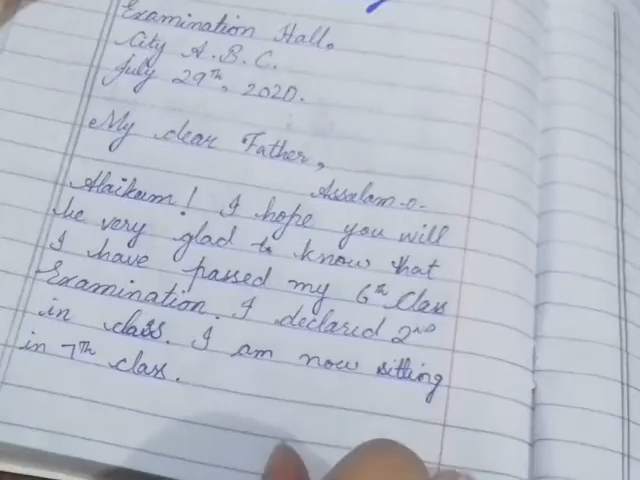 Examination Hall.
City A.B.C.
July 29th, 2020.
My dear Father,
Assalam-o-
Alaikum! I hope you will
be very glad to know that
I have passed my 6th Class
Examination. I declared 2nd
in class. I am now sitting
in 7th class.